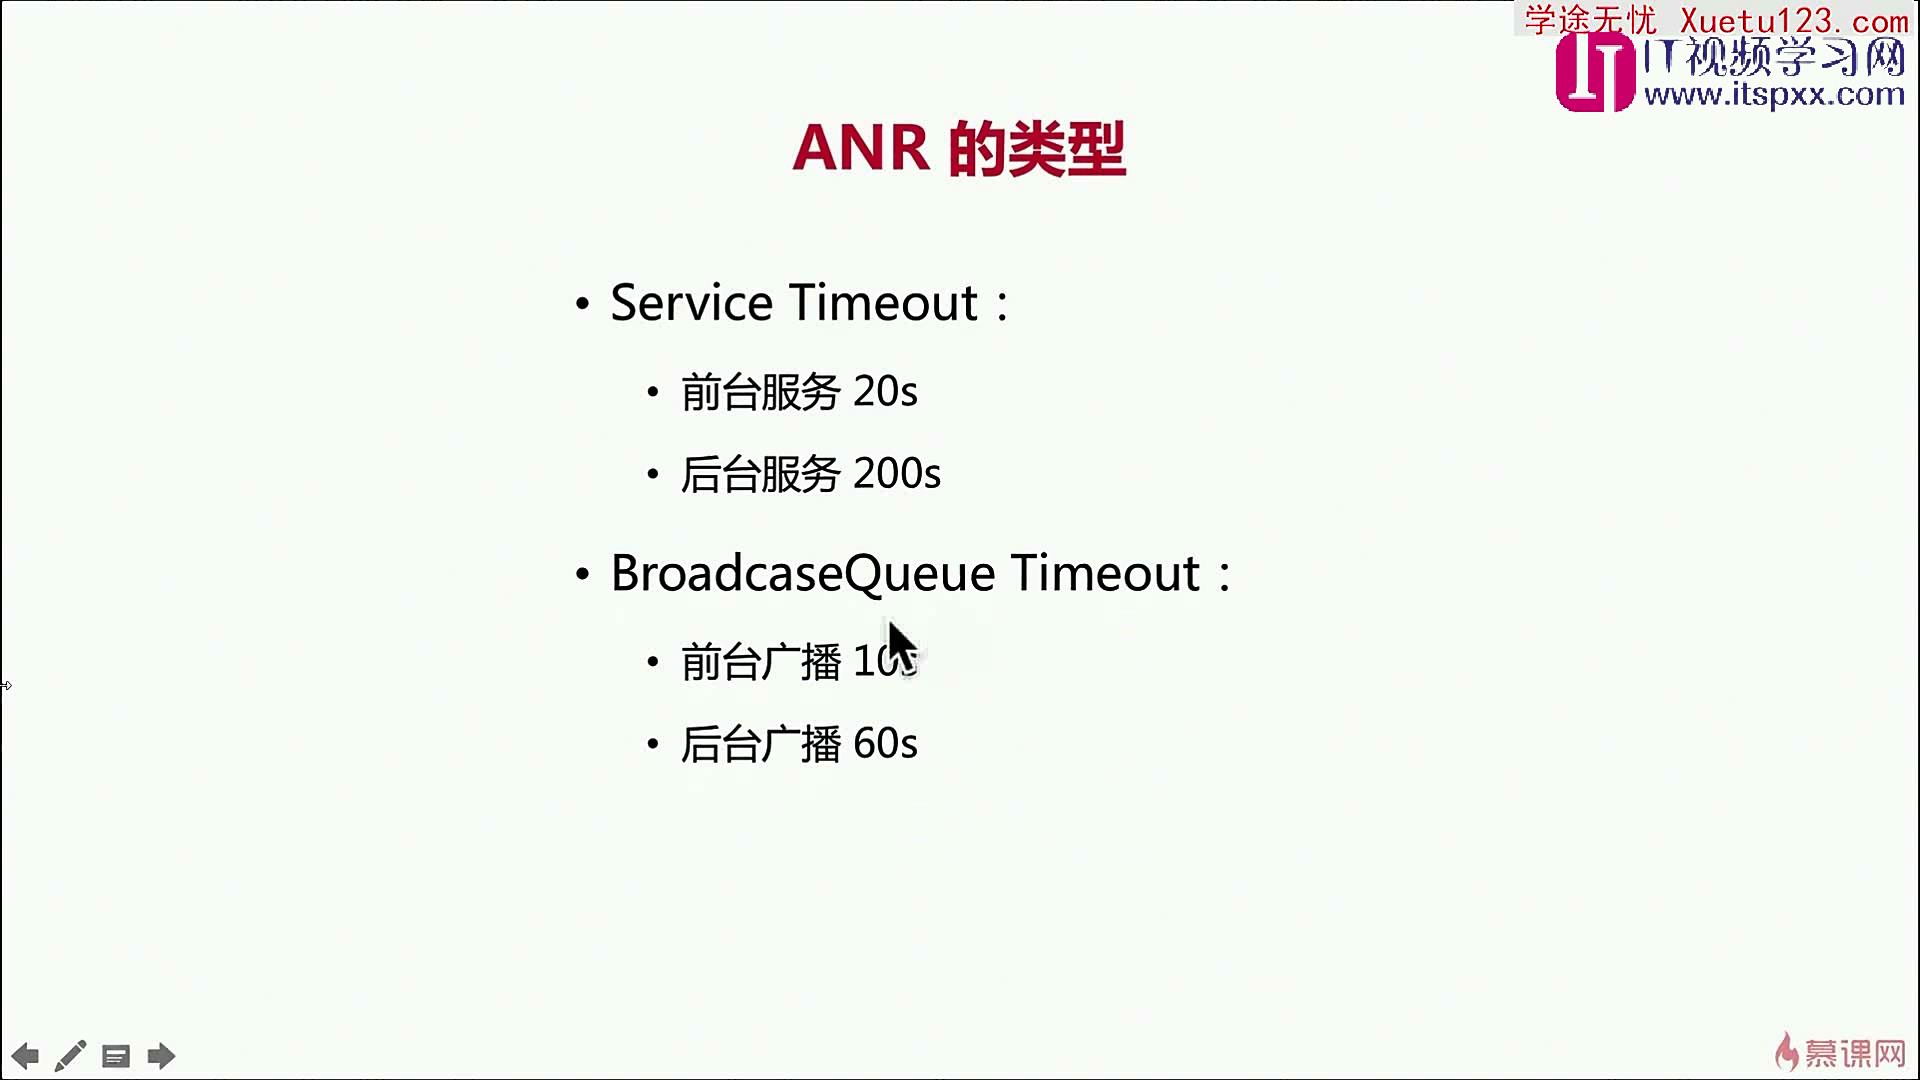 学途无忧 Xuetu123.com
IT视频学习网
www.itspxx.com
ANR 的类型
• Service Timeout：
• 前台服务 20s
• 后台服务 200s
• BroadcaseQueue Timeout：
• 前台广播 10s
• 后台广播 60s
慕课网